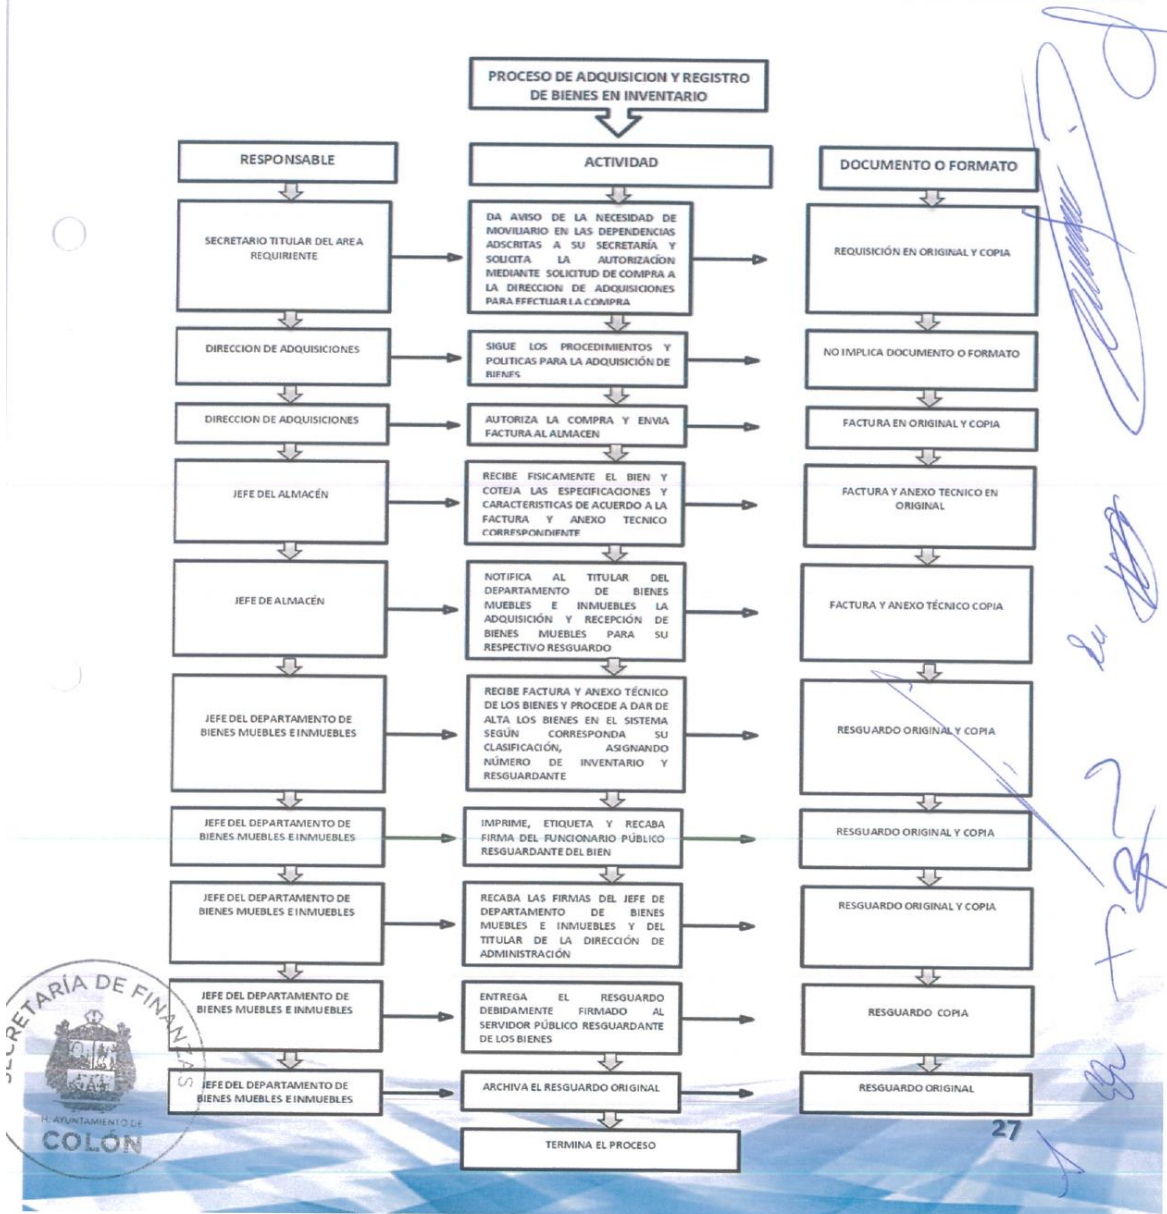 PROCESO DE ADQUISICION Y REGISTRO
DE BIENES EN INVENTARIO
RESPONSABLE
ACTIVIDAD
DOCUMENTO O FORMATO
SECRETARIO TITULAR DEL AREA
REQUIRIENTE
DA AVISO DE LA NECESIDAD DE
MOVILIARIO EN LAS DEPENDENCIAS
ADSCRITAS A SU SECRETARÍA Y
SOLICITA LA AUTORIZACÍON
MEDIANTE SOLICITUD DE COMPRA A
LA DIRECCION DE ADQUISICIONES
PARA EFECTUAR LA COMPRA
REQUISICIÓN EN ORIGINAL Y COPIA
DIRECCION DE ADQUISICIONES
SIGUE LOS PROCEDIMIENTOS Y
POLITICAS PARA LA ADQUISICIÓN DE
BIENES
NO IMPLICA DOCUMENTO O FORMATO
DIRECCION DE ADQUISICIONES
AUTORIZA LA COMPRA Y ENVIA
FACTURA AL ALMACEN
FACTURA EN ORIGINAL Y COPIA
JEFE DEL ALMACÉN
RECIBE FISICAMENTE EL BIEN Y
COTEJA LAS ESPECIFICACIONES Y
CARACTERISTICAS DE ACUERDO A LA
FACTURA Y ANEXO TECNICO
CORRESPONDIENTE
FACTURA Y ANEXO TECNICO EN
ORIGINAL
JEFE DE ALMACÉN
NOTIFICA AL TITULAR DEL
DEPARTAMENTO DE BIENES
MUEBLES E INMUEBLES LA
ADQUISICIÓN Y RECEPCIÓN DE
BIENES MUEBLES PARA SU
RESPECTIVO RESGUARDO
FACTURA Y ANEXO TÉCNICO COPIA
JEFE DEL DEPARTAMENTO DE
BIENES MUEBLES E INMUEBLES
RECIBE FACTURA Y ANEXO TÉCNICO
DE LOS BIENES Y PROCEDE A DAR DE
ALTA LOS BIENES EN EL SISTEMA
SEGÚN CORRESPONDA SU
CLASIFICACIÓN, ASIGNANDO
NÚMERO DE INVENTARIO Y
RESGUARDANTE
RESGUARDO ORIGINAL Y COPIA
JEFE DEL DEPARTAMENTO DE
BIENES MUEBLES E INMUEBLES
IMPRIME, ETIQUETA Y RECABA
FIRMA DEL FUNCIONARIO PÚBLICO
RESGUARDANTE DEL BIEN
RESGUARDO ORIGINAL Y COPIA
JEFE DEL DEPARTAMENTO DE
BIENES MUEBLES E INMUEBLES
RECABA LAS FIRMAS DEL JEFE DE
DEPARTAMENTO DE BIENES
MUEBLES E INMUEBLES Y DEL
TITULAR DE LA DIRECCIÓN DE
ADMINISTRACIÓN
RESGUARDO ORIGINAL Y COPIA
JEFE DEL DEPARTAMENTO DE
BIENES MUEBLES E INMUEBLES
ENTREGA EL RESGUARDO
DEBIDAMENTE FIRMADO AL
SERVIDOR PÚBLICO RESGUARDANTE
DE LOS BIENES
RESGUARDO COPIA
JEFE DEL DEPARTAMENTO DE
BIENES MUEBLES E INMUEBLES
ARCHIVA EL RESGUARDO ORIGINAL
RESGUARDO ORIGINAL
TERMINA EL PROCESO
SECRETARÍA DE FINANZAS
H. AYUNTAMIENTO DE
COLÓN
27